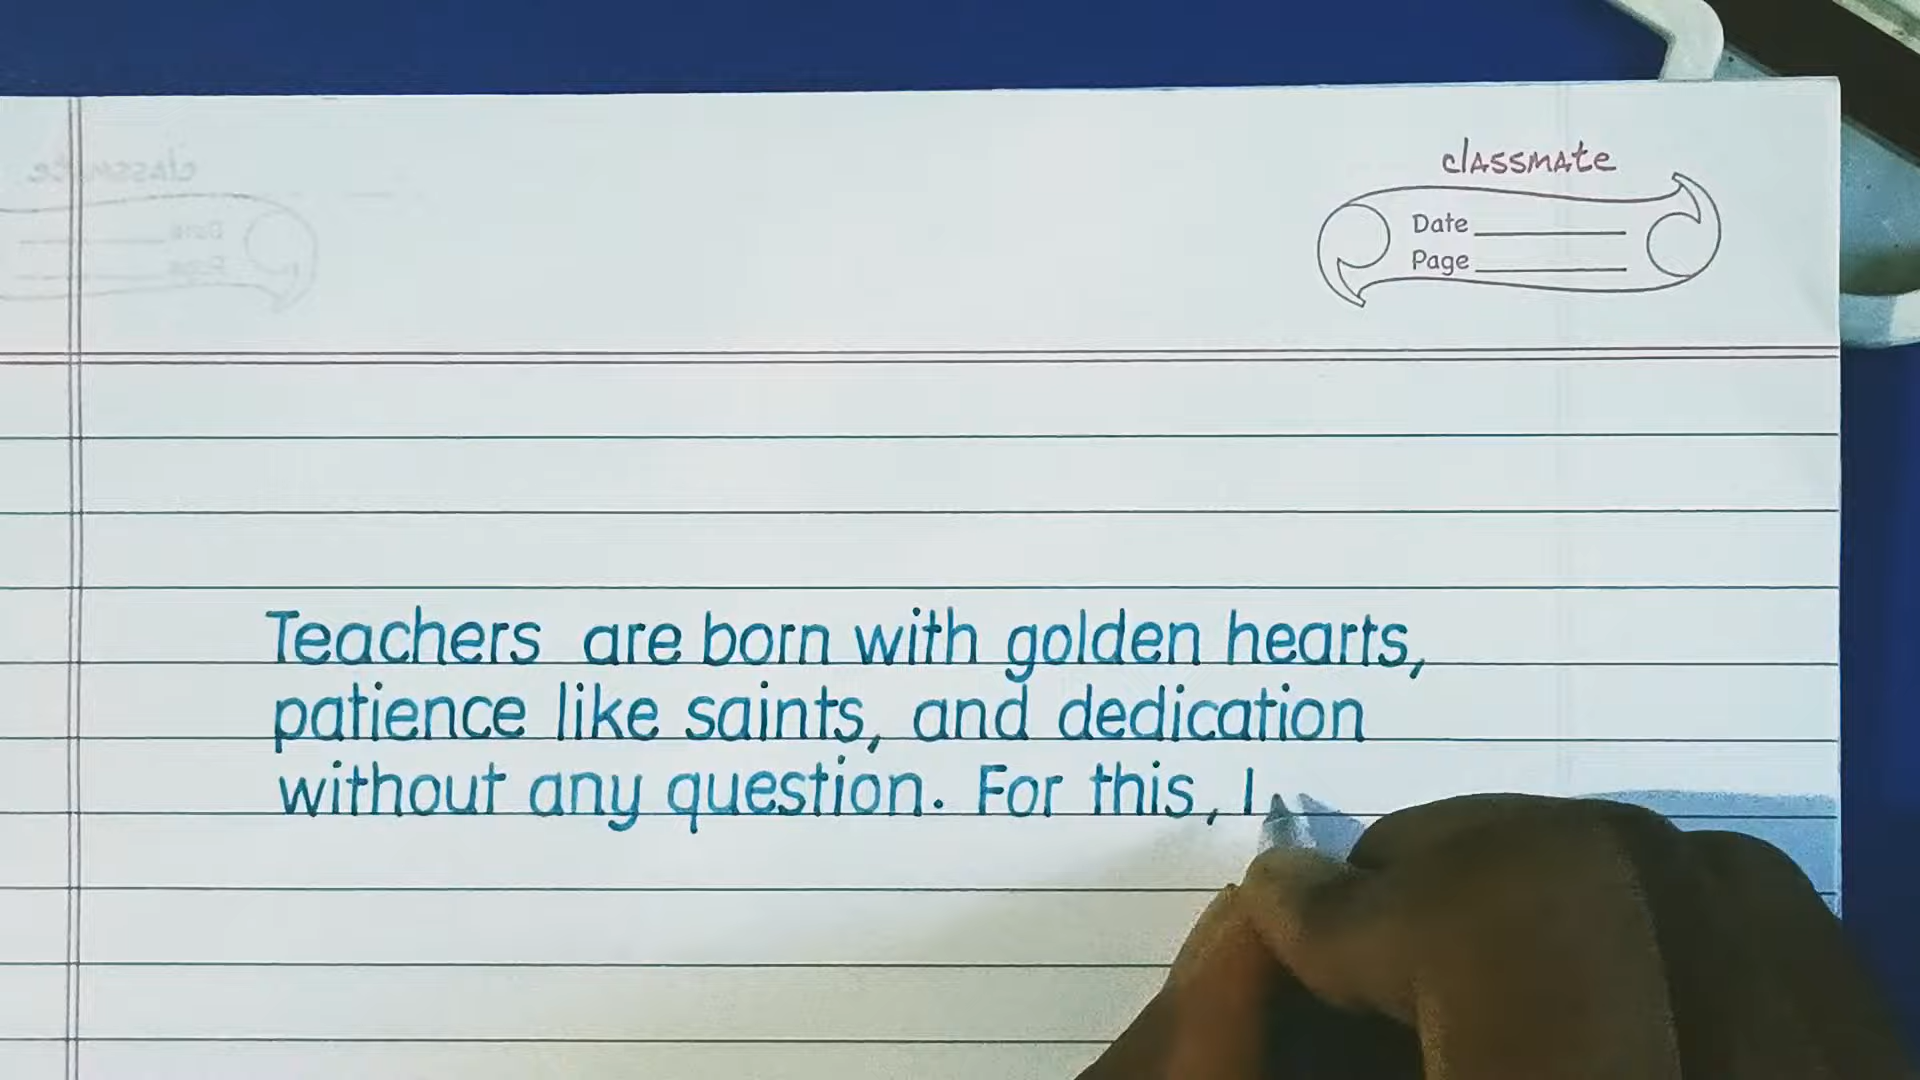 classmate
Date
Page
Teachers are born with golden hearts,
patience like saints, and dedication
without any question. For this, I